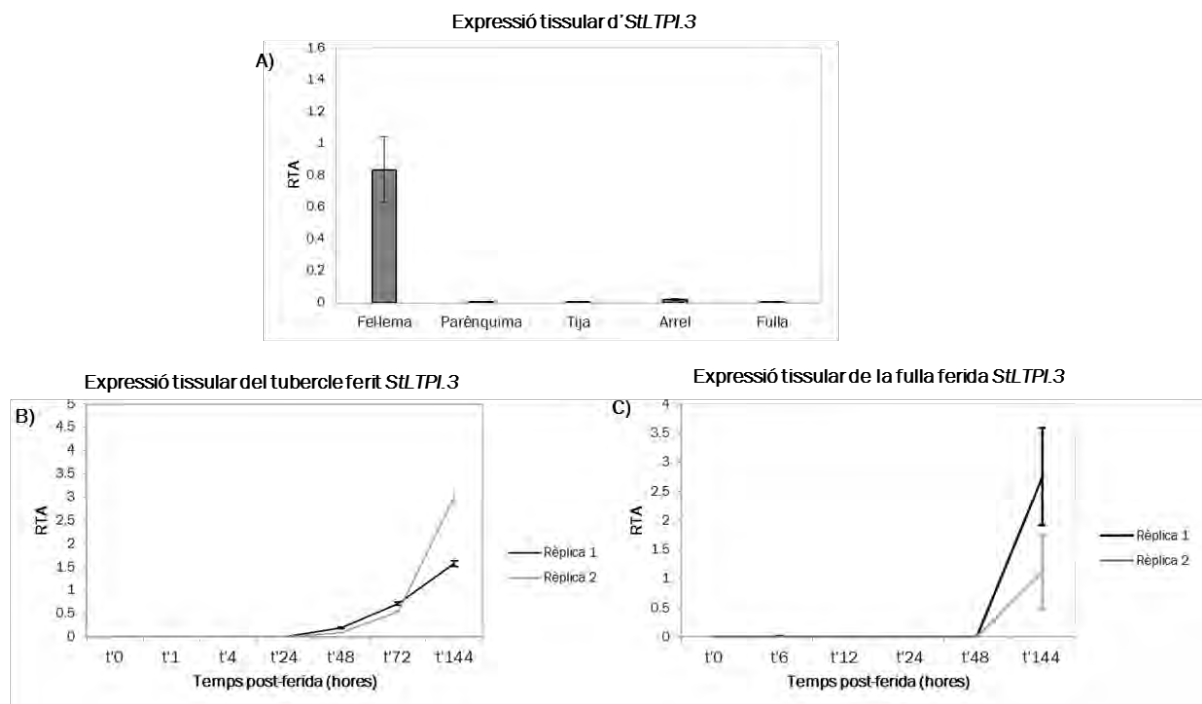 Expressió tissular d'StLTPI.3
A)
1.6
1.4
1.2
1
0.8
0.6
0.4
0.2
0
RTA
Fel·lema Parènquima Tija Arrel Fulla
Expressió tissular del tubercle ferit StLTPI.3
B)
5
4.5
4
3.5
3
2.5
2
1.5
1
0.5
0
RTA
t'0 t'1 t'4 t'24 t'48 t'72 t'144
Temps post-ferida (hores)
Rèplica 1
Rèplica 2
Expressió tissular de la fulla ferida StLTPI.3
C)
4
3.5
3
2.5
2
1.5
1
0.5
0
RTA
t'0 t'6 t'12 t'24 t'48 t'144
Temps post-ferida (hores)
Rèplica 1
Rèplica 2